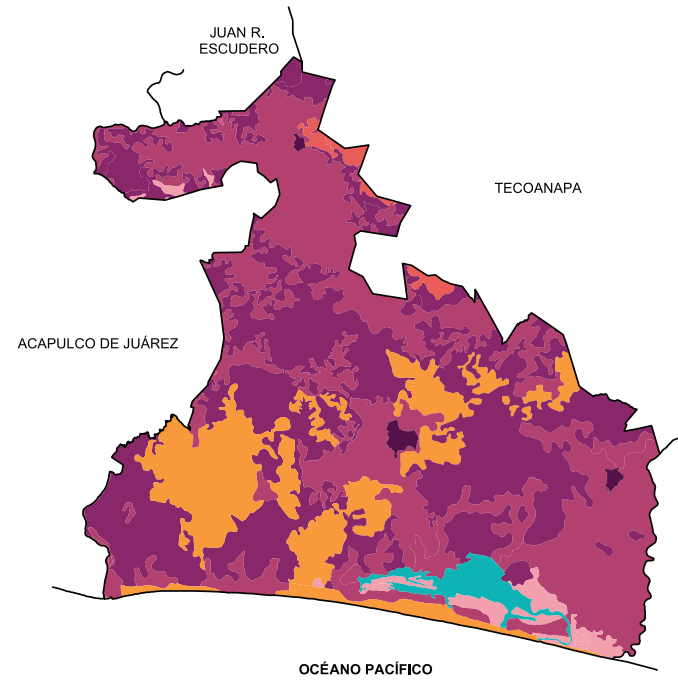 JUAN R.
ESCUDERO
TECOANAPA
ACAPULCO DE JUÁREZ
OCÉANO PACÍFICO